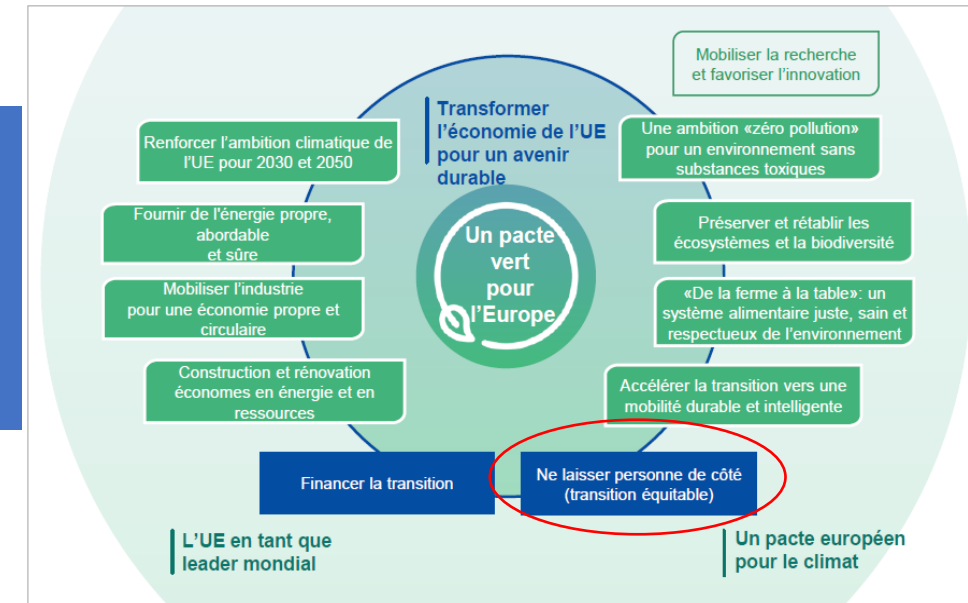 Mobiliser la recherche
et favoriser l'innovation
Transformer
l'économie de l'UE
pour un avenir
durable
Renforcer l'ambition climatique de
l'UE pour 2030 et 2050
Une ambition «zéro pollution»
pour un environnement sans
substances toxiques
Fournir de l'énergie propre,
abordable
et sûre
Un pacte
vert
pour
l'Europe
Préserver et rétablir les
écosystèmes et la biodiversité
Mobiliser l'industrie
pour une économie propre et
circulaire
«De la ferme à la table»: un
système alimentaire juste, sain et
respectueux de l'environnement
Construction et rénovation
économes en énergie et en
ressources
Accélérer la transition vers une
mobilité durable et intelligente
Financer la transition
Ne laisser personne de côté
(transition équitable)
L'UE en tant que
leader mondial
Un pacte européen
pour le climat